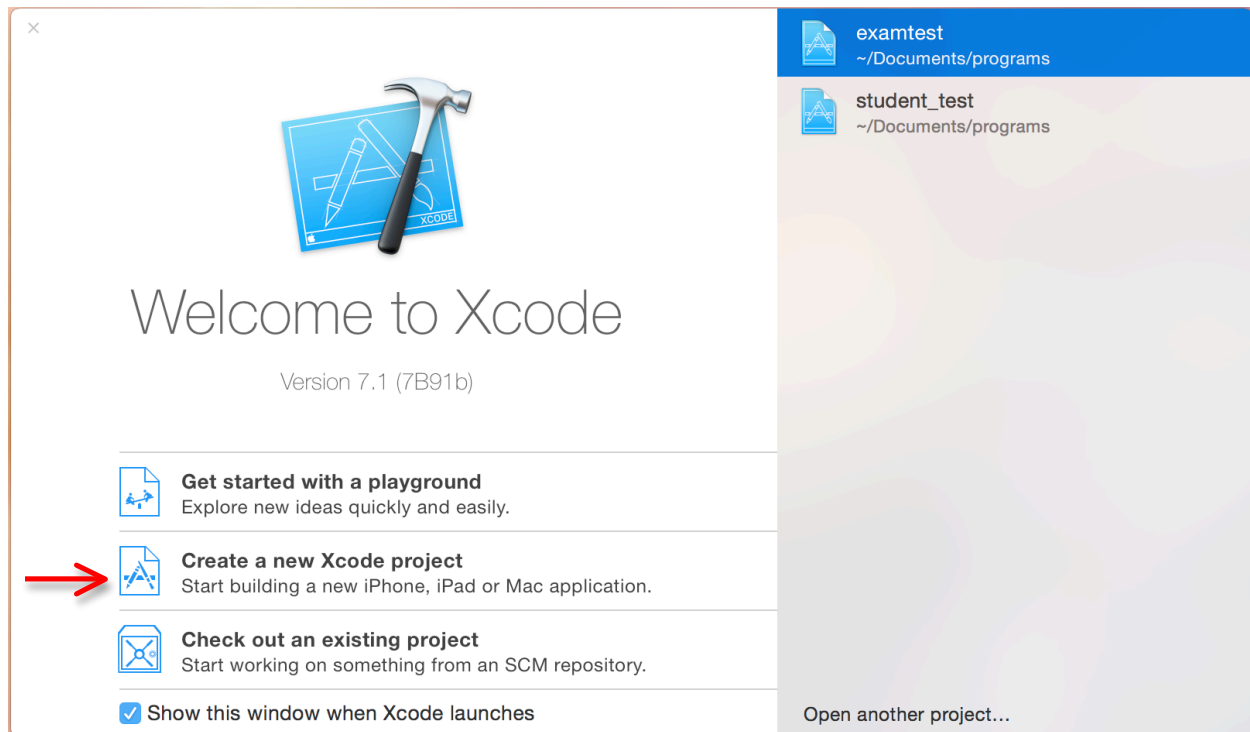 XCODE
Welcome to Xcode
Version 7.1 (7B91b)
Get started with a playground
Explore new ideas quickly and easily.
Create a new Xcode project
Start building a new iPhone, iPad or Mac application.
Check out an existing project
Start working on something from an SCM repository.
Show this window when Xcode launches
examtest
~/Documents/programs
student_test
~/Documents/programs
Open another project...